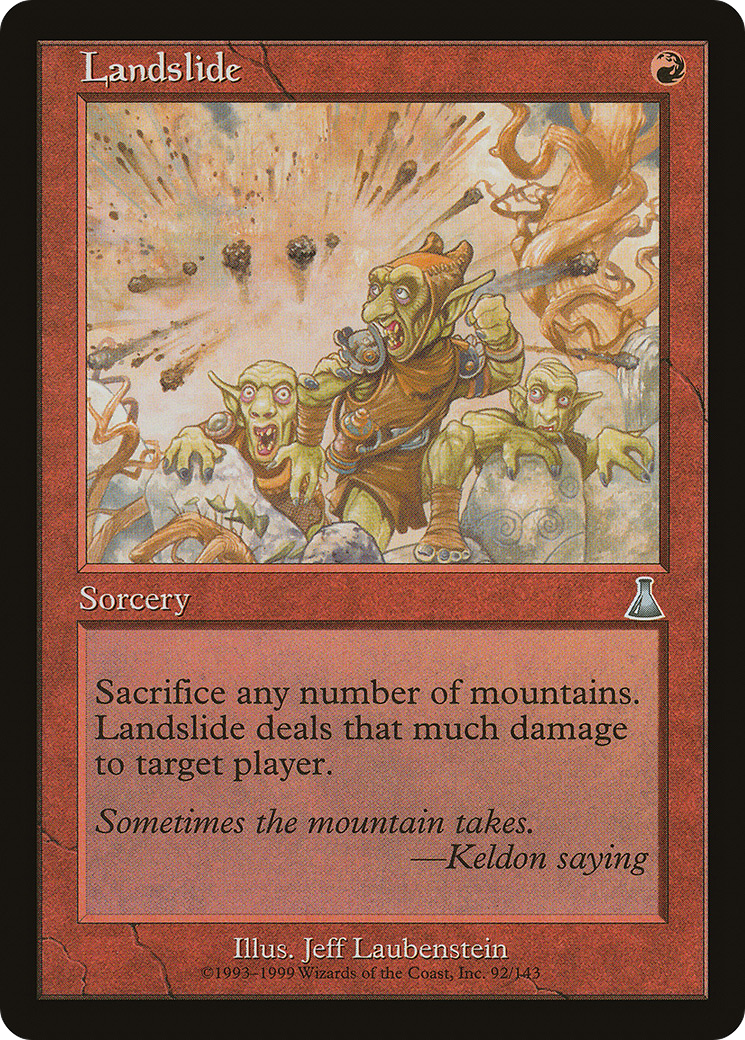 Landslide
Sorcery
Sacrifice any number of mountains.
Landslide deals that much damage
to target player.
Sometimes the mountain takes.
—Keldon saying
Illus. Jeff Laubenstein
©1993–1999 Wizards of the Coast, Inc. 92/143